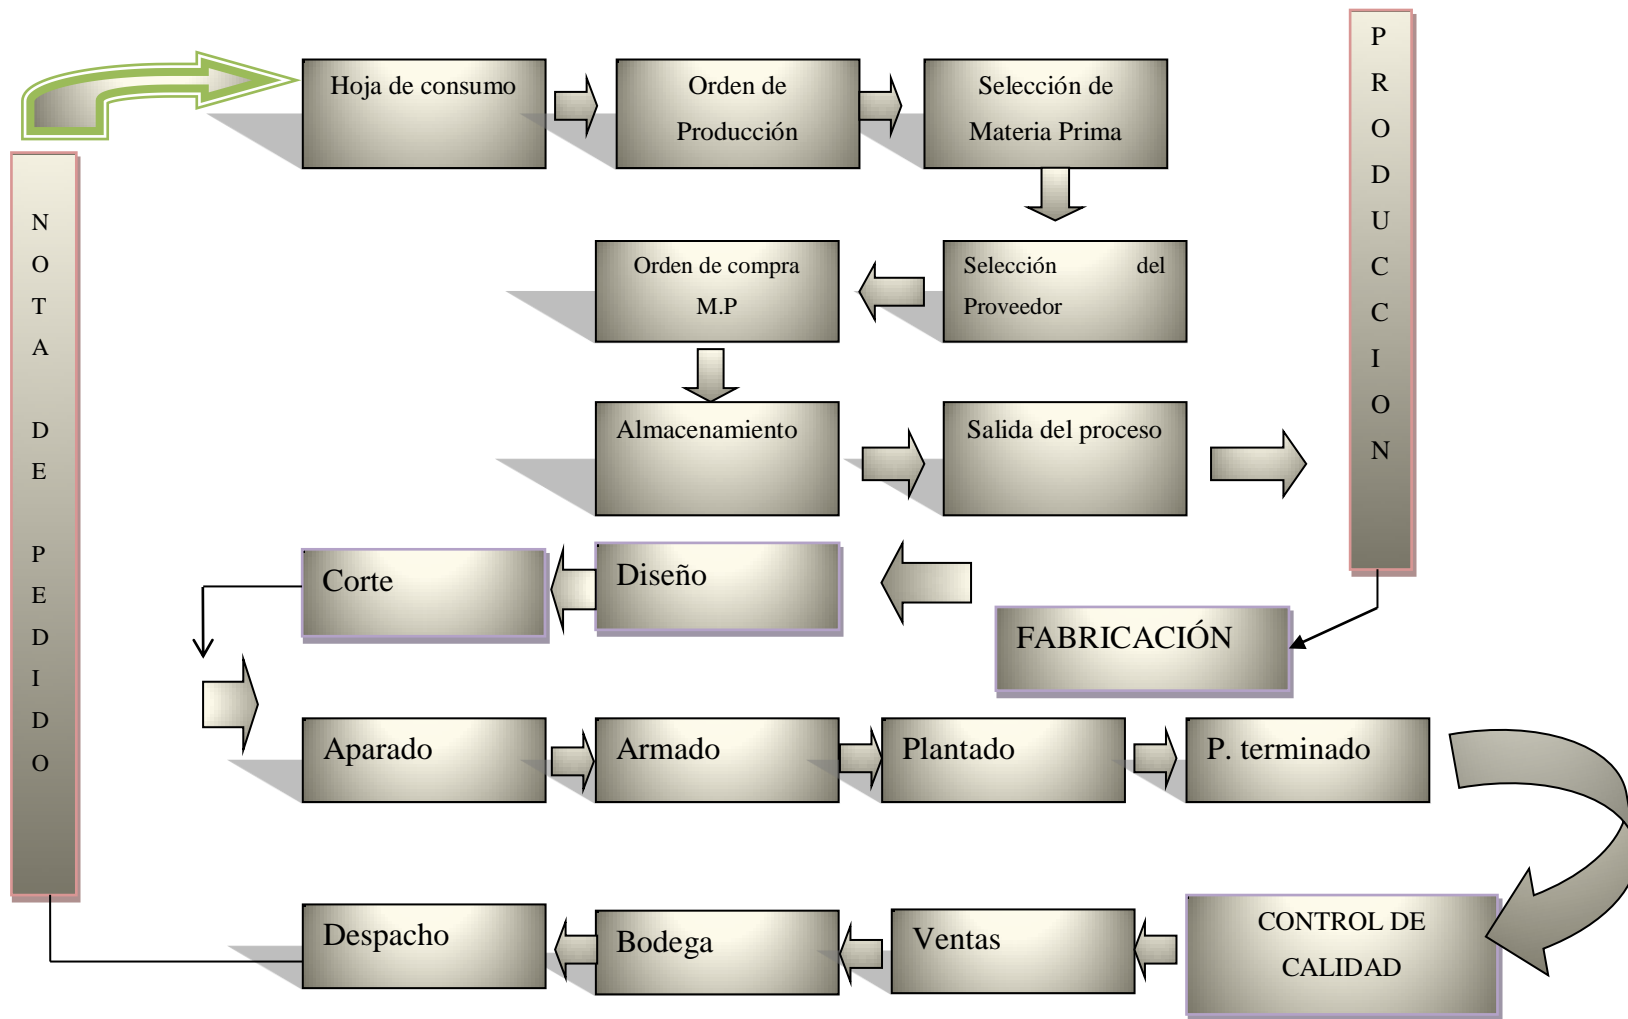 NOTA DE PEDIDO
Hoja de consumo
Orden de
Producción
Selección de
Materia Prima
Selección del
Proveedor
Orden de compra
M.P
Almacenamiento
Salida del proceso
PRODUCCION
FABRICACIÓN
Diseño
Corte
Aparado
Armado
Plantado
P. terminado
CONTROL DE
CALIDAD
Ventas
Bodega
Despacho